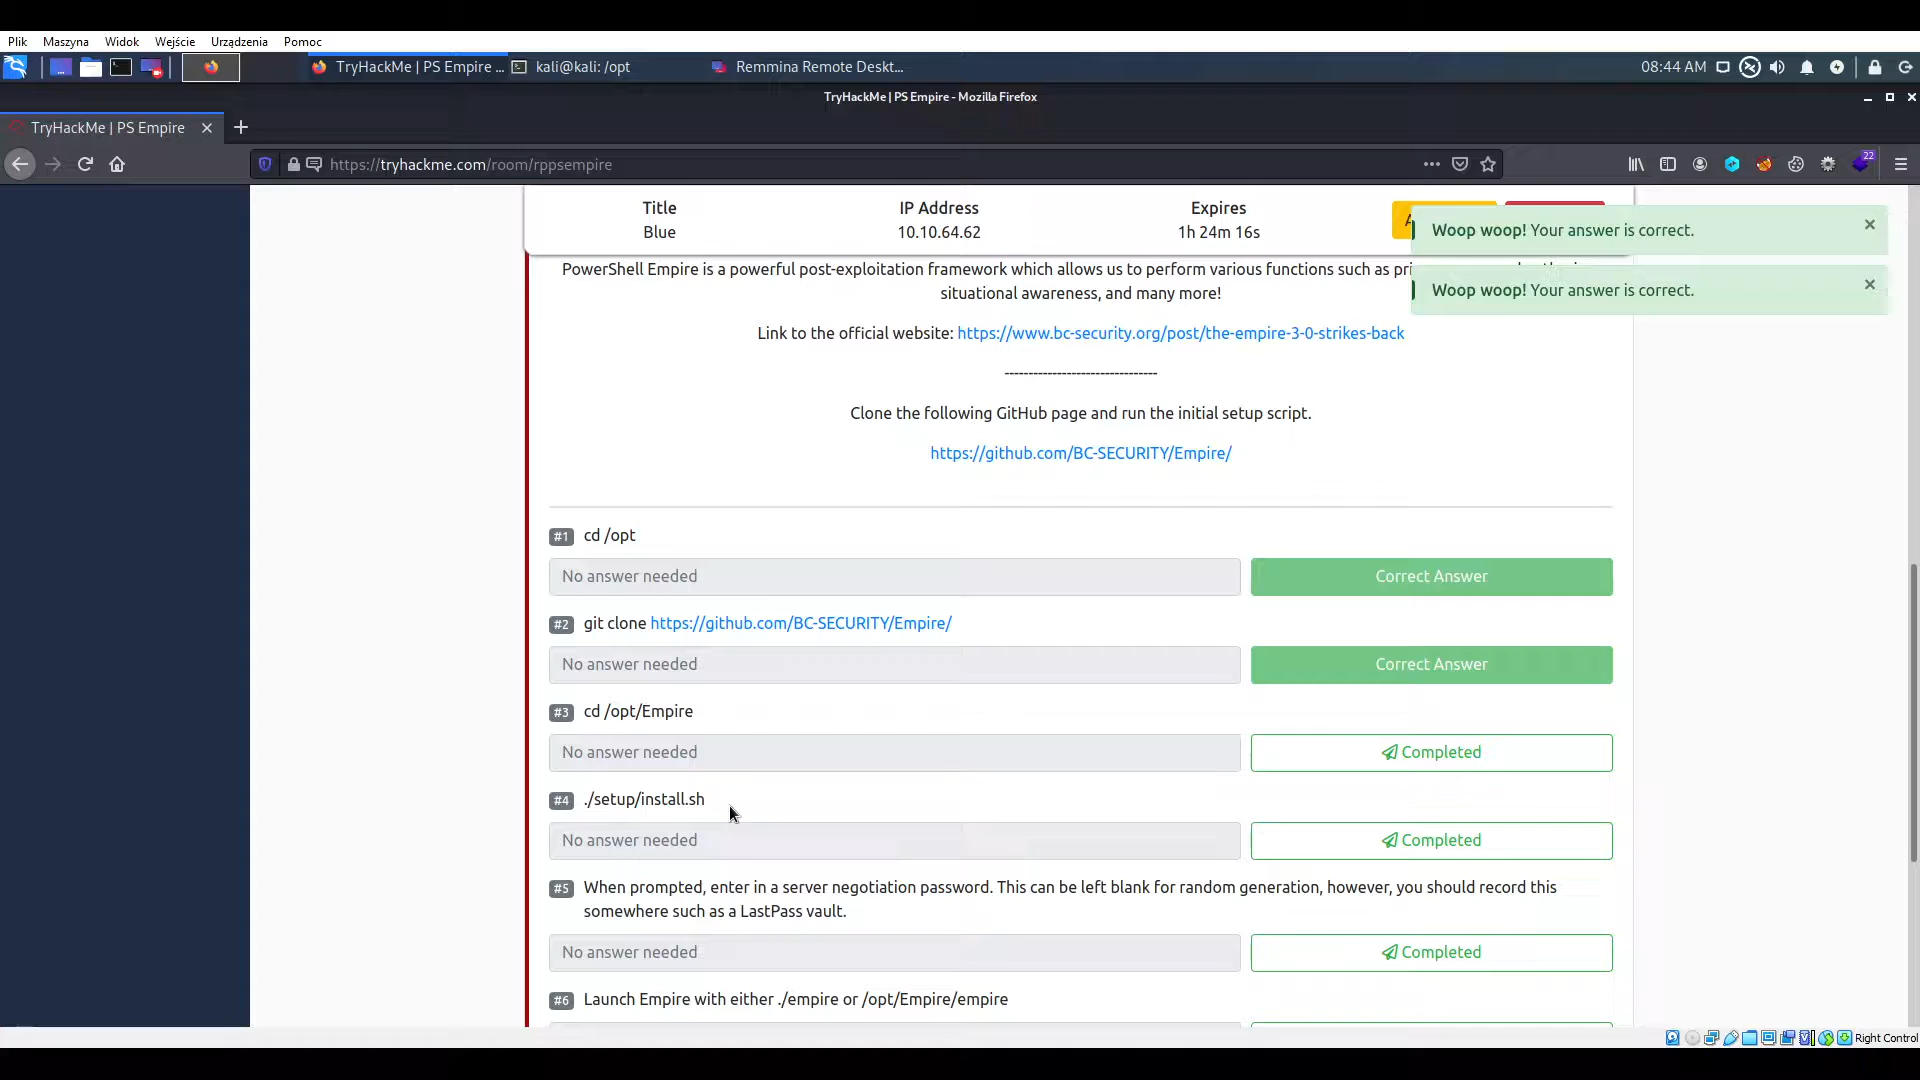 Plik Maszyna Widok Wejście Urządzenia Pomoc
TryHackMe | PS Empire ... kali@kali: /opt Remmina Remote Deskt... 08:44 AM
TryHackMe | PS Empire - Mozilla Firefox
TryHackMe | PS Empire
https://tryhackme.com/room/rppsempire 22
Title IP Address Expires
Blue 10.10.64.62 1h 24m 16s
Woop woop! Your answer is correct.
PowerShell Empire is a powerful post-exploitation framework which allows us to perform various functions such as
situational awareness, and many more!
Woop woop! Your answer is correct.
Link to the official website: https://www.bc-security.org/post/the-empire-3-0-strikes-back
--------------------------------
Clone the following GitHub page and run the initial setup script.
https://github.com/BC-SECURITY/Empire/
#1 cd /opt
No answer needed Correct Answer
#2 git clone https://github.com/BC-SECURITY/Empire/
No answer needed Correct Answer
#3 cd /opt/Empire
No answer needed Completed
#4 ./setup/install.sh
No answer needed Completed
#5 When prompted, enter in a server negotiation password. This can be left blank for random generation, however, you should record this
somewhere such as a LastPass vault.
No answer needed Completed
#6 Launch Empire with either ./empire or /opt/Empire/empire
Right Control